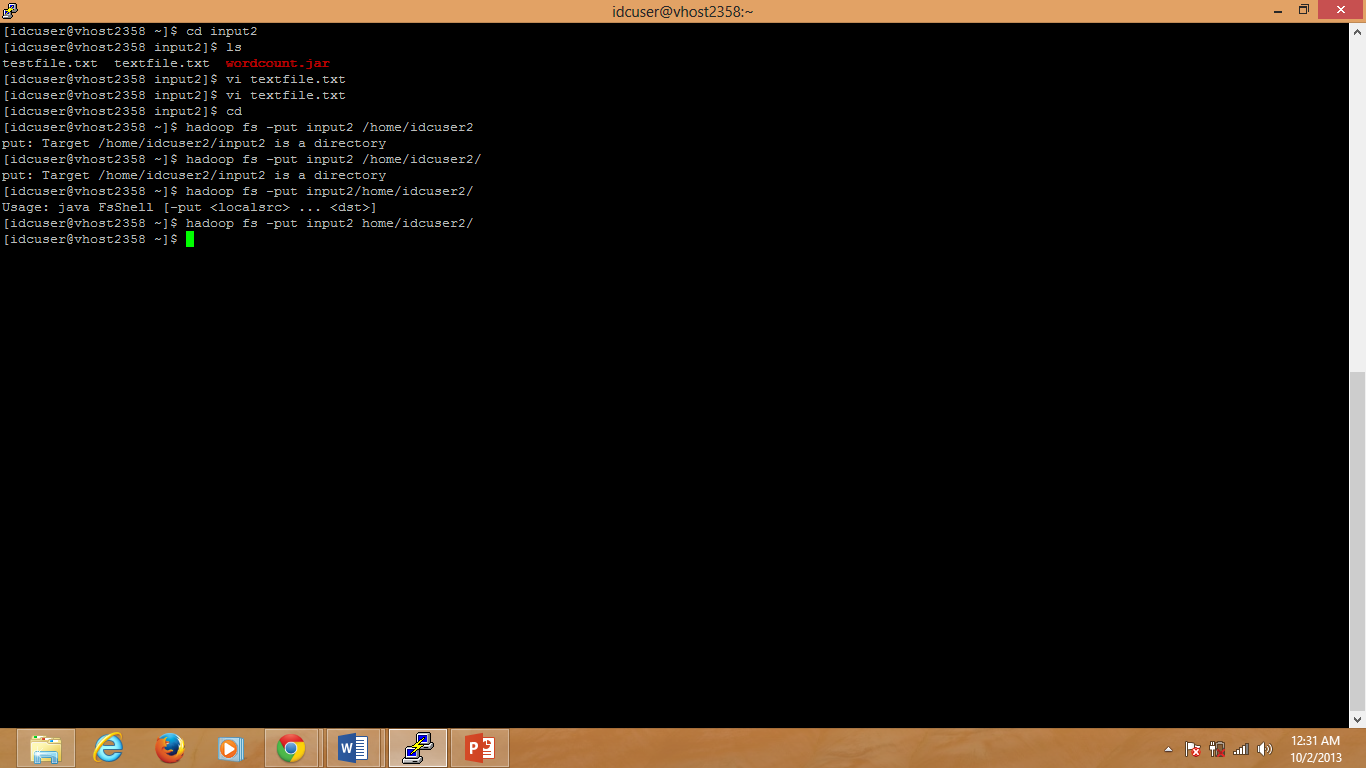 idcuser@vhost2358:~
[idcuser@vhost2358 ~]$ cd input2
[idcuser@vhost2358 input2]$ ls
testfile.txt  textfile.txt  wordcount.jar
[idcuser@vhost2358 input2]$ vi textfile.txt
[idcuser@vhost2358 input2]$ vi textfile.txt
[idcuser@vhost2358 input2]$ cd
[idcuser@vhost2358 ~]$ hadoop fs -put input2 /home/idcuser2
put: Target /home/idcuser2/input2 is a directory
[idcuser@vhost2358 ~]$ hadoop fs -put input2 /home/idcuser2/
put: Target /home/idcuser2/input2 is a directory
[idcuser@vhost2358 ~]$ hadoop fs -put input2/home/idcuser2/
Usage: java FsShell [-put <localsrc> ... <dst>]
[idcuser@vhost2358 ~]$ hadoop fs -put input2 home/idcuser2/
[idcuser@vhost2358 ~]$
12:31 AM
10/2/2013